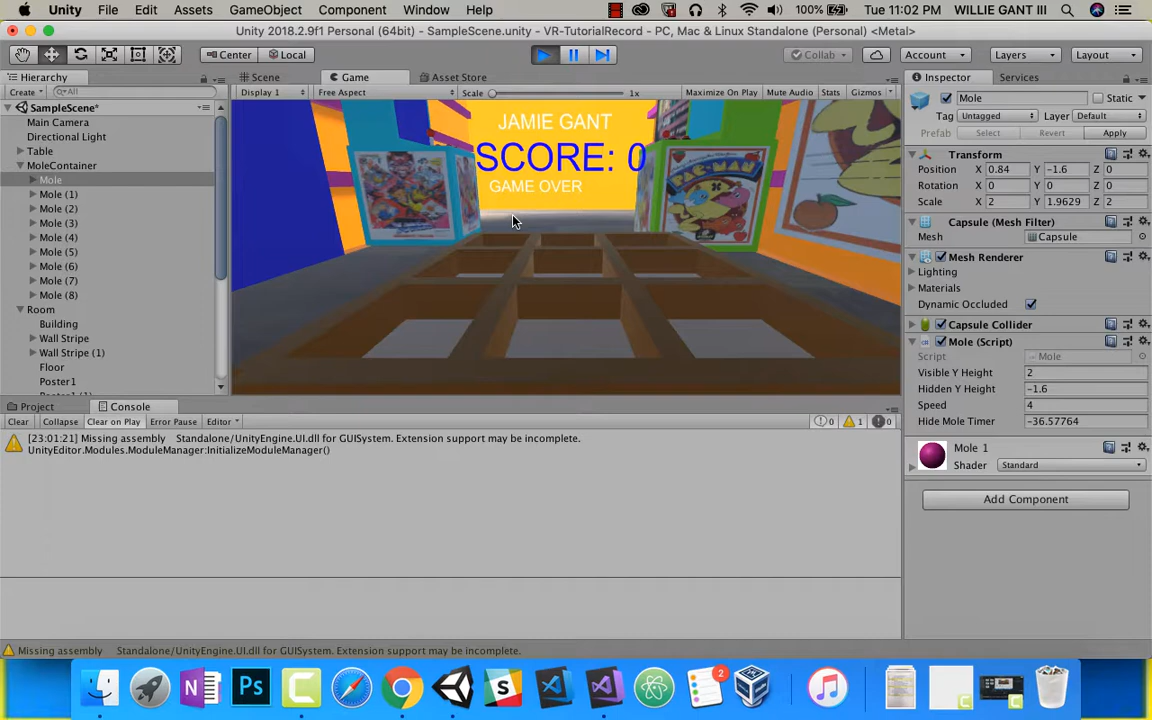 Unity File Edit Assets GameObject Component Window Help 100% Tue 11:02 PM WILLIE GANT III
Unity 2018.2.9f1 Personal (64bit) - SampleScene.unity - VR-TutorialRecord - PC, Mac & Linux Standalone (Personal) <Metal>
Center Local Collab Account Layers Layout
Hierarchy Scene Game Asset Store Inspector Services
Create All Display 1 Free Aspect Scale 1x Maximize On Play Mute Audio Stats Gizmos
SampleScene*
Main Camera
Directional Light
Table
MoleContainer
Mole
Mole (1)
Mole (2)
Mole (3)
Mole (4)
Mole (5)
Mole (6)
Mole (7)
Mole (8)
Room
Building
Wall Stripe
Wall Stripe (1)
Floor
Poster1
JAMIE GANT
SCORE: 0
GAME OVER
PAC-MAN
Mole Static
Tag Untagged Layer Default
Prefab Select Revert Apply
Transform
Position X 0.84 Y -1.6 Z 0
Rotation X 0 Y 0 Z 0
Scale X 2 Y 1.9629 Z 2
Capsule (Mesh Filter)
Mesh Capsule
Mesh Renderer
Lighting
Materials
Dynamic Occluded
Capsule Collider
Mole (Script)
Script Mole
Visible Y Height 2
Hidden Y Height -1.6
Speed 4
Hide Mole Timer -36.57764
Mole 1
Shader Standard
Add Component
Project Console
Clear Collapse Clear on Play Error Pause Editor 0 1 0
[23:01:21] Missing assembly Standalone/UnityEngine.UI.dll for GUISystem. Extension support may be incomplete.
UnityEditor.Modules.ModuleManager:InitializeModuleManager()
Missing assembly Standalone/UnityEngine.UI.dll for GUISystem. Extension support may be incomplete.
N Ps 2